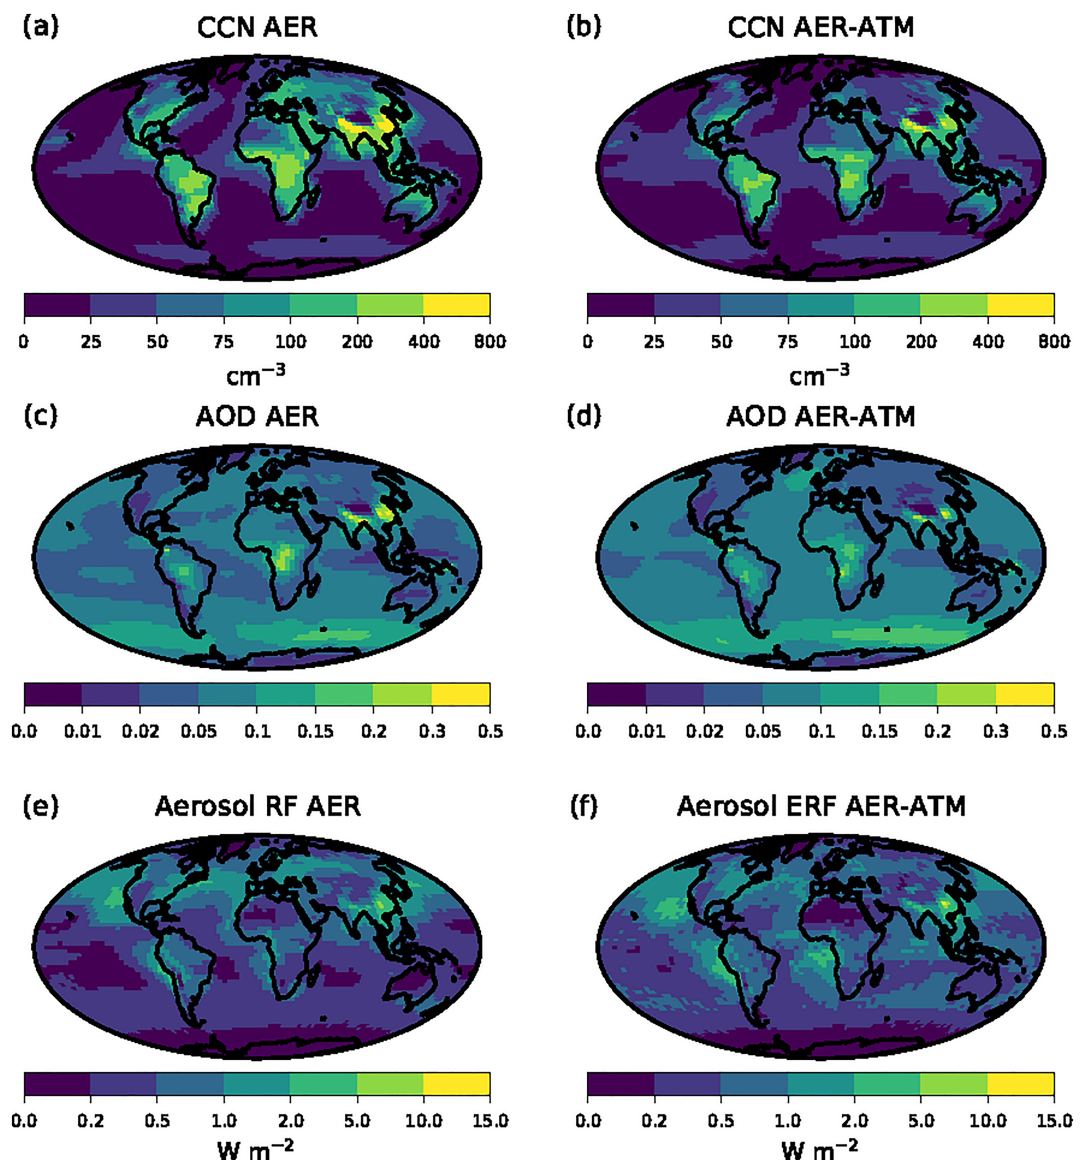 (a) CCN AER
(b) CCN AER-ATM
0 25 50 75 100 200 400 800
cm−3
0 25 50 75 100 200 400 800
cm−3
(c) AOD AER
(d) AOD AER-ATM
0.0 0.01 0.02 0.05 0.1 0.15 0.2 0.3 0.5
0.0 0.01 0.02 0.05 0.1 0.15 0.2 0.3 0.5
(e) Aerosol RF AER
(f) Aerosol ERF AER-ATM
0.0 0.2 0.5 1.0 2.0 5.0 10.0 15.0
W m−2
0.0 0.2 0.5 1.0 2.0 5.0 10.0 15.0
W m−2